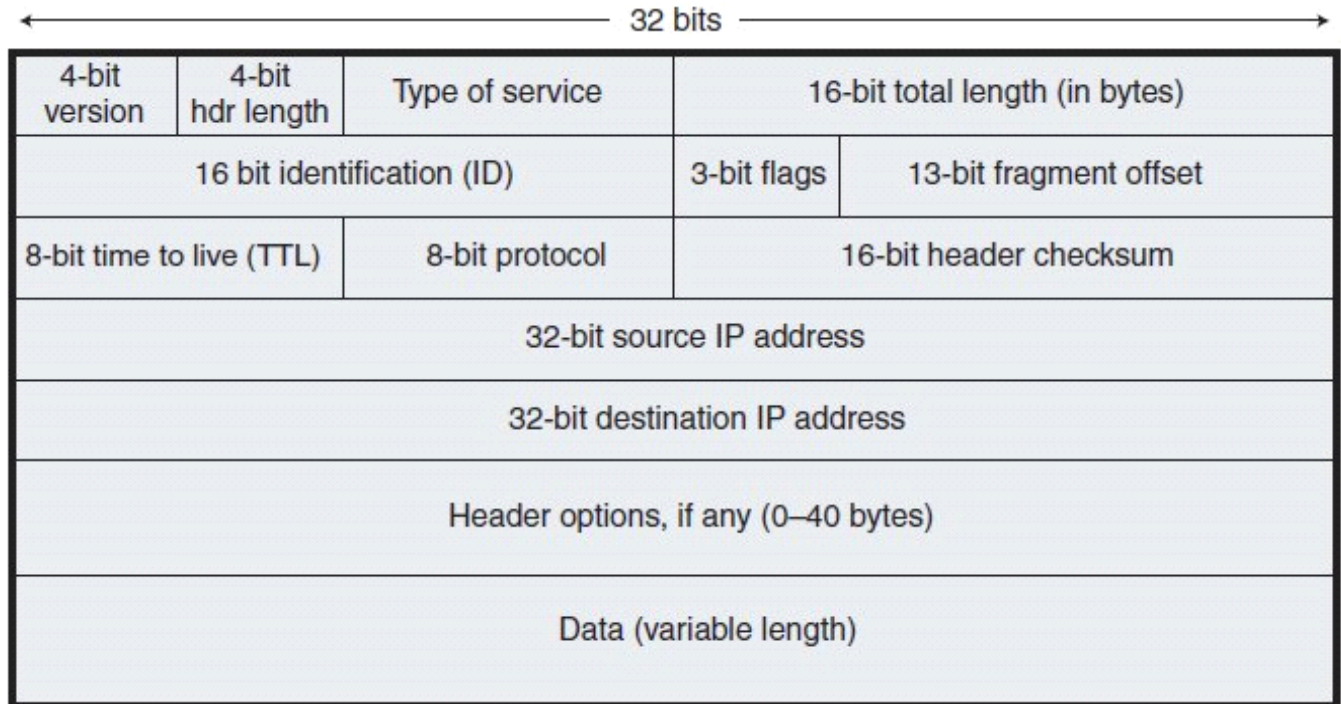 32 bits
4-bit
version
4-bit
hdr length
Type of service
16-bit total length (in bytes)
16 bit identification (ID)
3-bit flags
13-bit fragment offset
8-bit time to live (TTL)
8-bit protocol
16-bit header checksum
32-bit source IP address
32-bit destination IP address
Header options, if any (0–40 bytes)
Data (variable length)